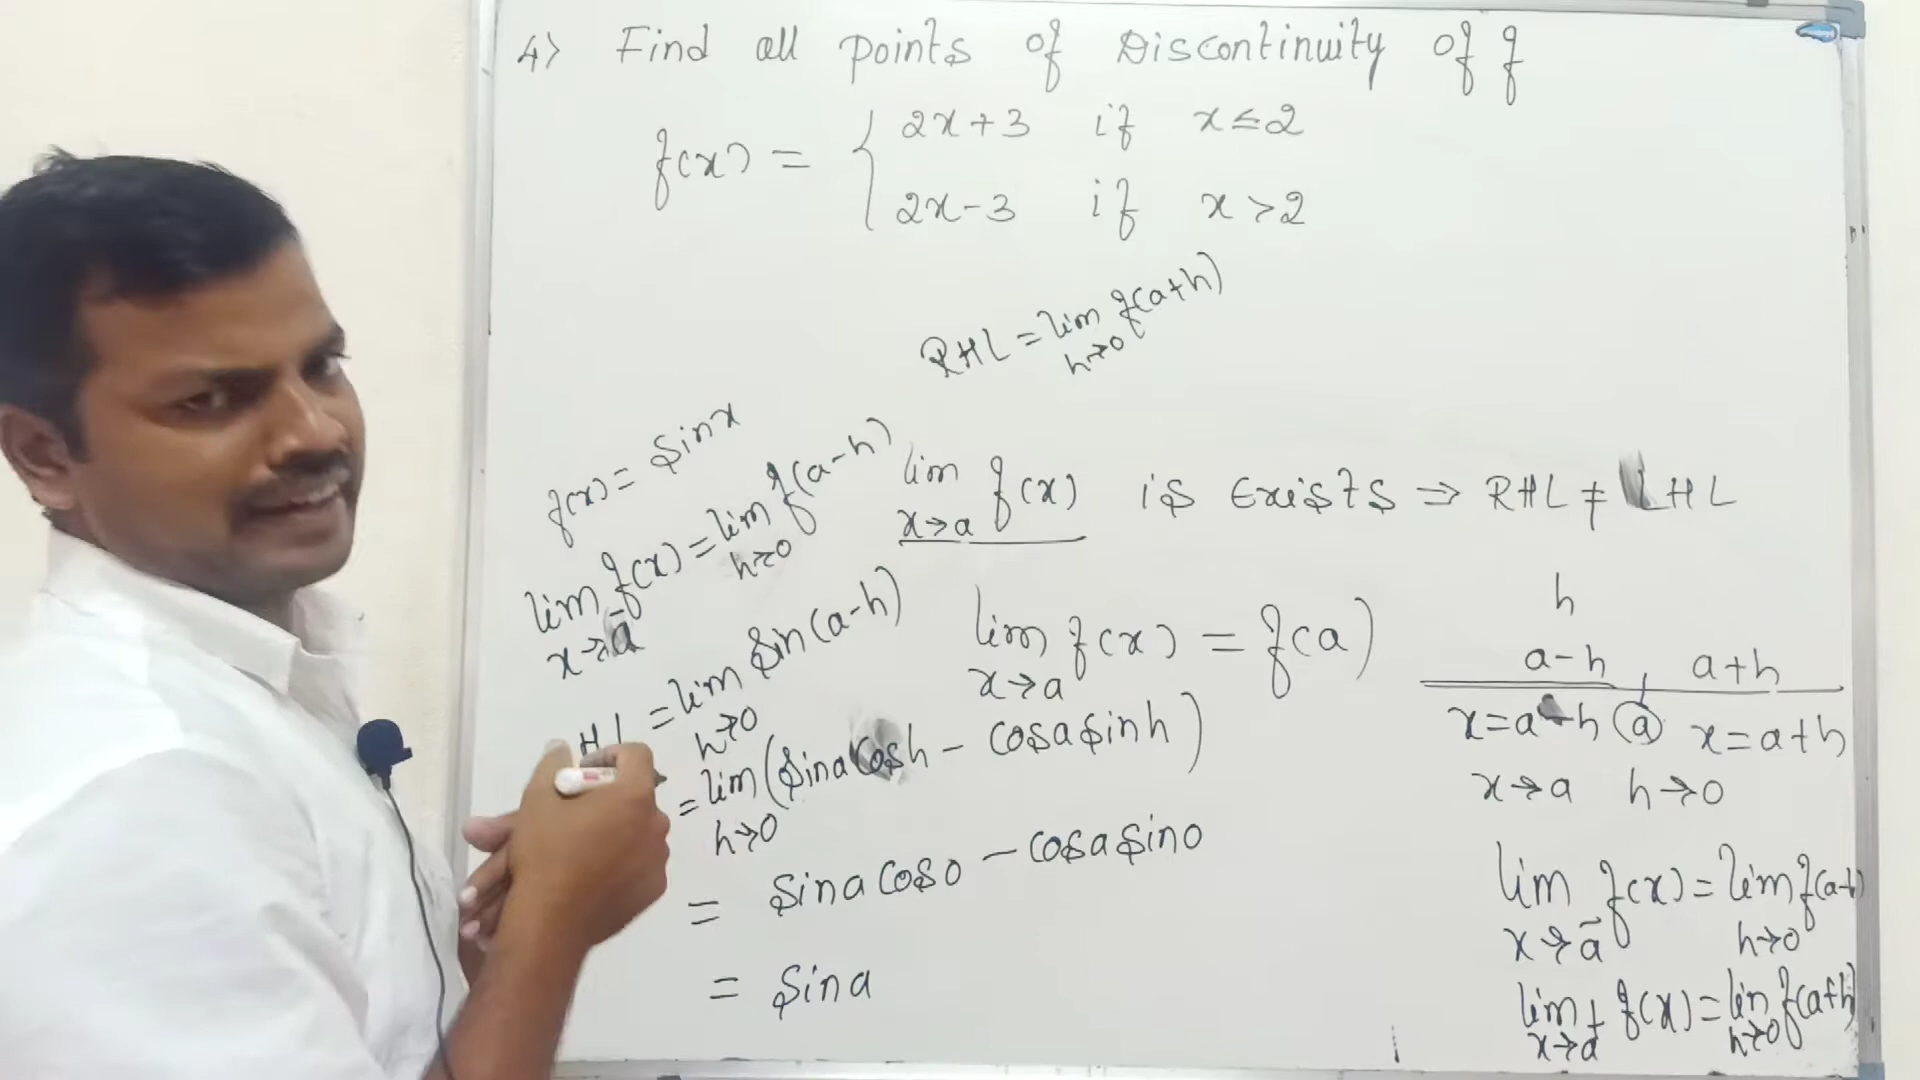 4) Find all points of Discontinuity of f
f(x) = { 2x+3 if x≤2
2x-3 if x>2
RHL = lim f(a+h)
h→0
f(x) = sinx
lim f(x) = lim f(a-h)
x→a⁻ h→0
HL = lim sin(a-h)
h→0
= lim (sina cosh - cosa sinh)
h→0
= sina cos0 - cosa sin0
= sina
lim f(x) is Exists ⇒ RHL ≠ LHL
x→a
lim f(x) = f(a)
x→a
h
a-h a+h
x=a-h a x=a+h
x→a h→0
lim f(x) = lim f(a-h)
x→a⁻ h→0
lim f(x) = lim f(a+h)
x→a⁺ h→0